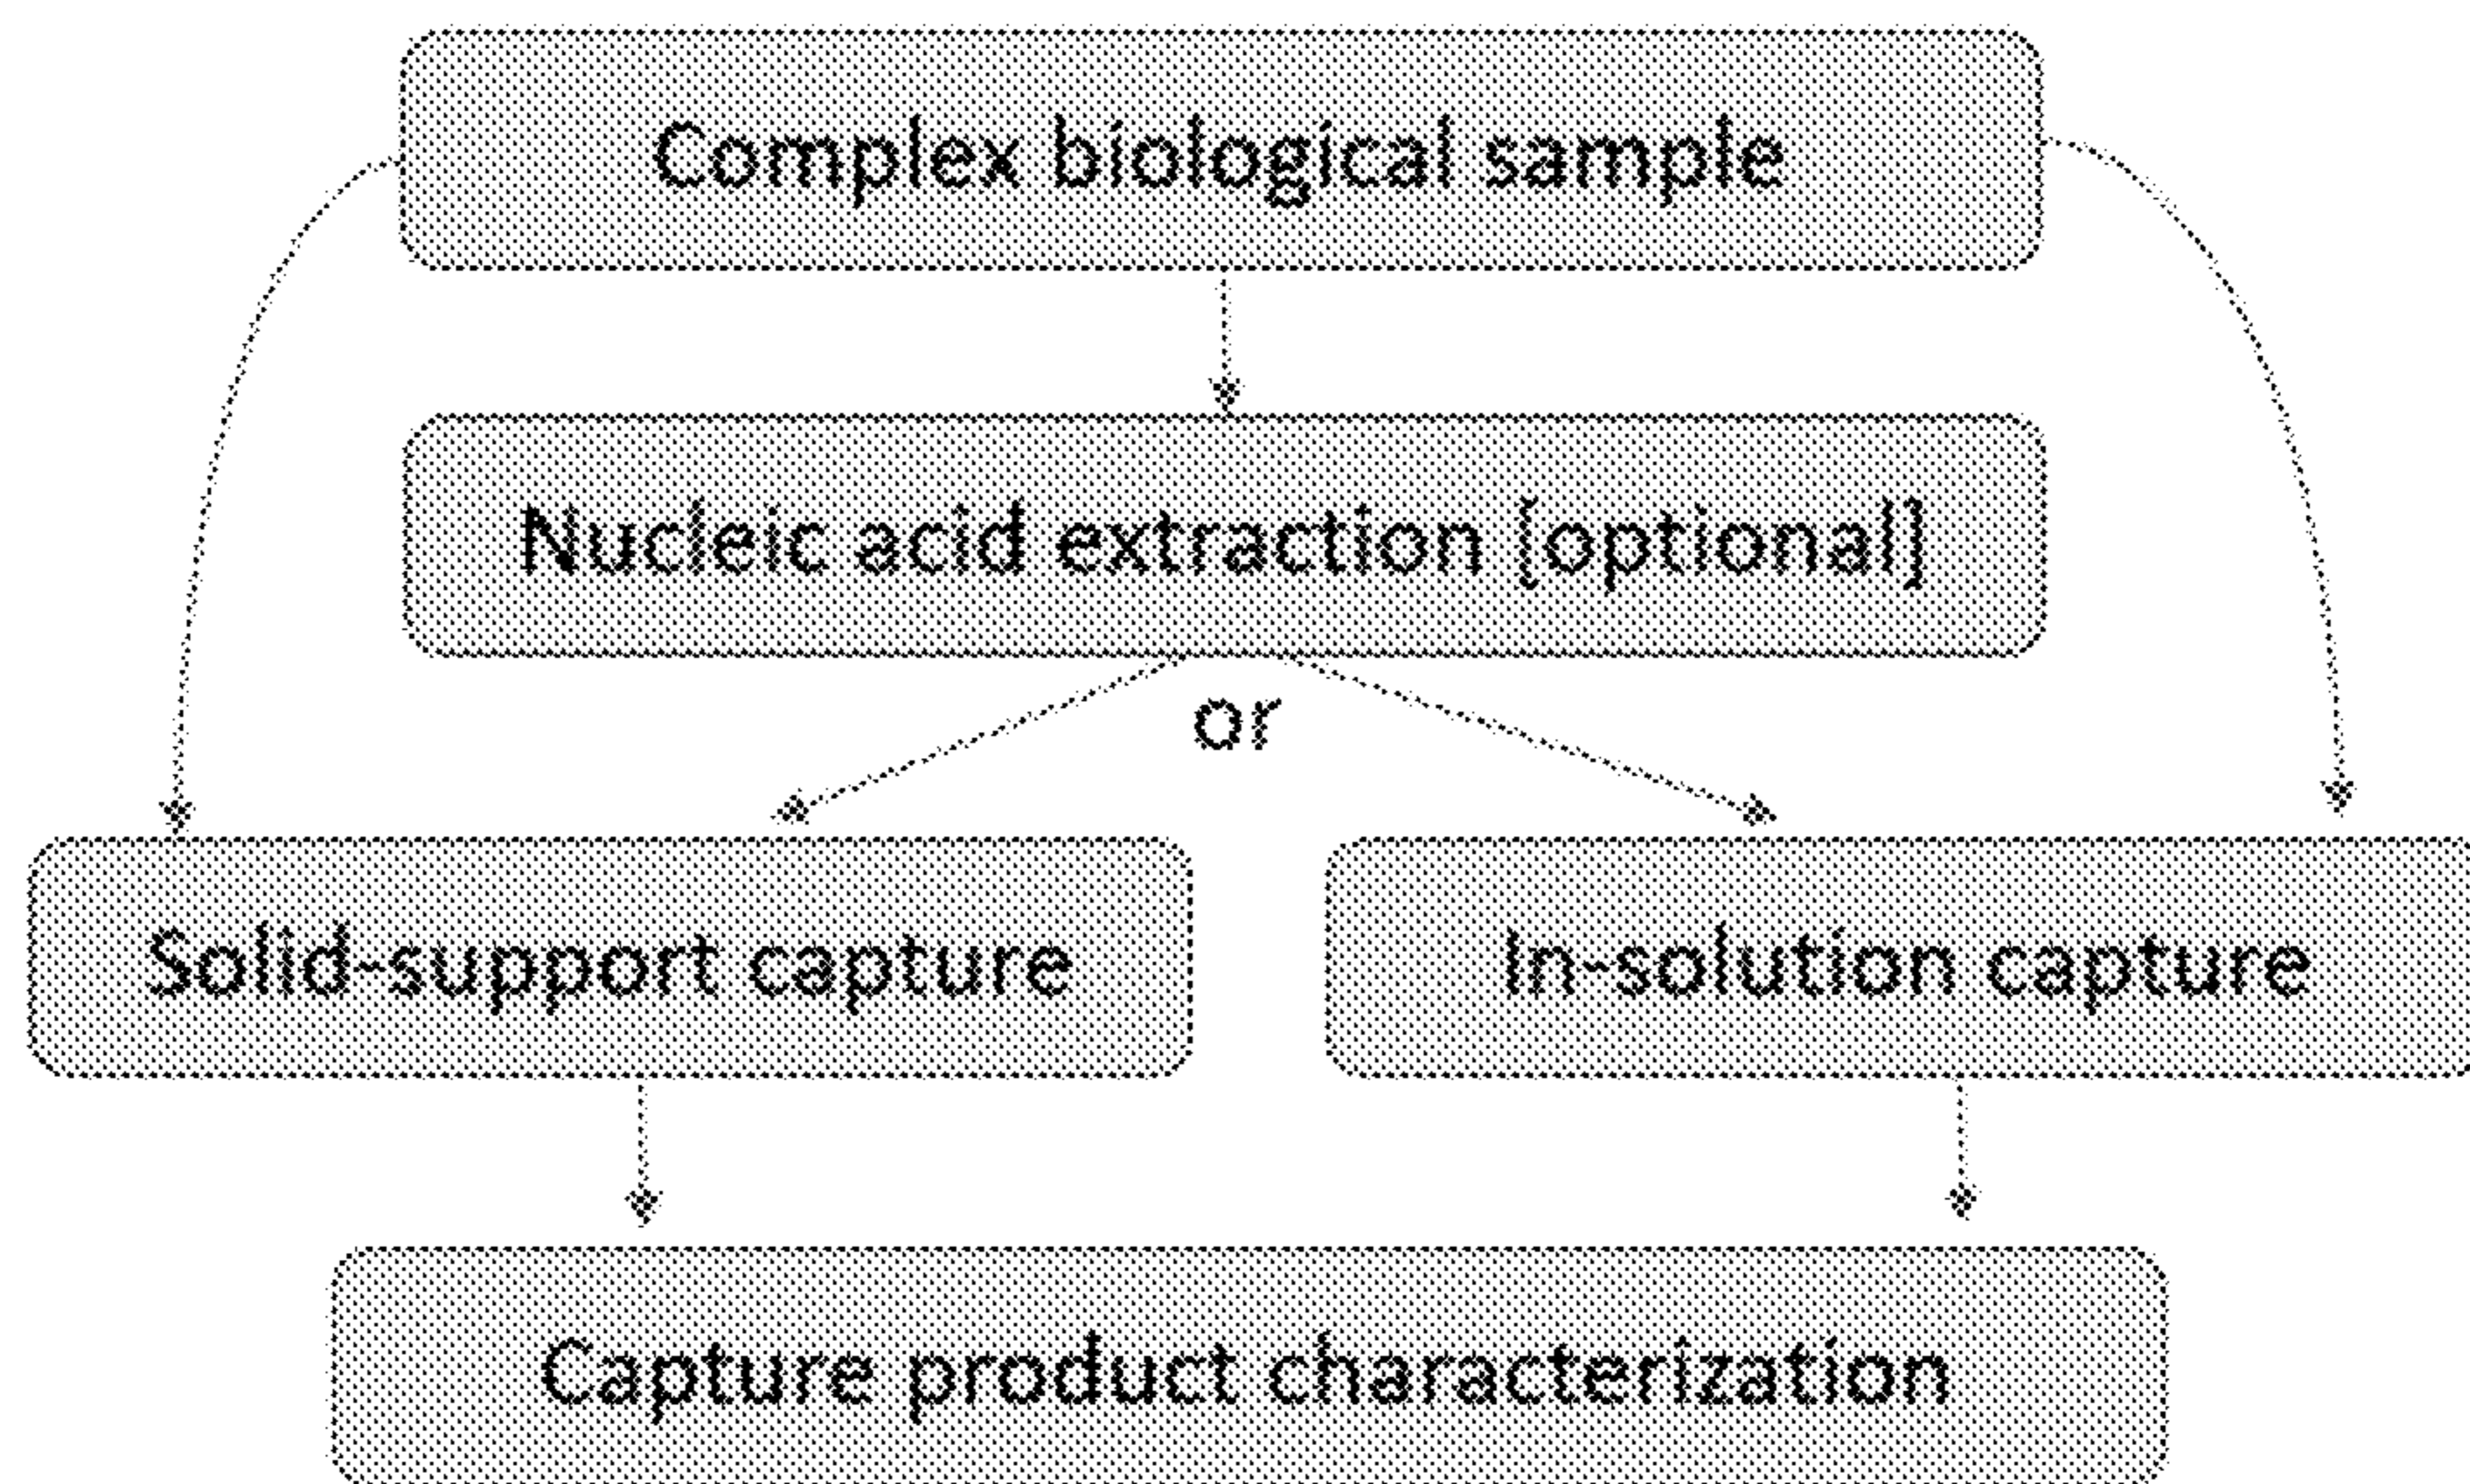 Complex biological sample
Nucleic acid extraction [optional]
or
Solid-support capture
In-solution capture
Capture product characterization